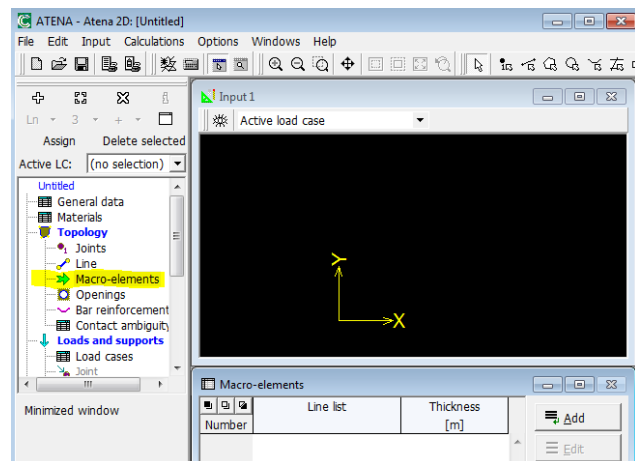 ATENA - Atena 2D: [Untitled]
File Edit Input Calculations Options Windows Help
Input 1
Active load case
Ln 3 +
Assign Delete selected
Active LC: (no selection)
Untitled
General data
Materials
Topology
Joints
Line
Macro-elements
Openings
Bar reinforcement
Contact ambiguity
Loads and supports
Load cases
Joint
Minimized window
Y
X
Macro-elements
Number
Line list
Thickness
[m]
Add
Edit